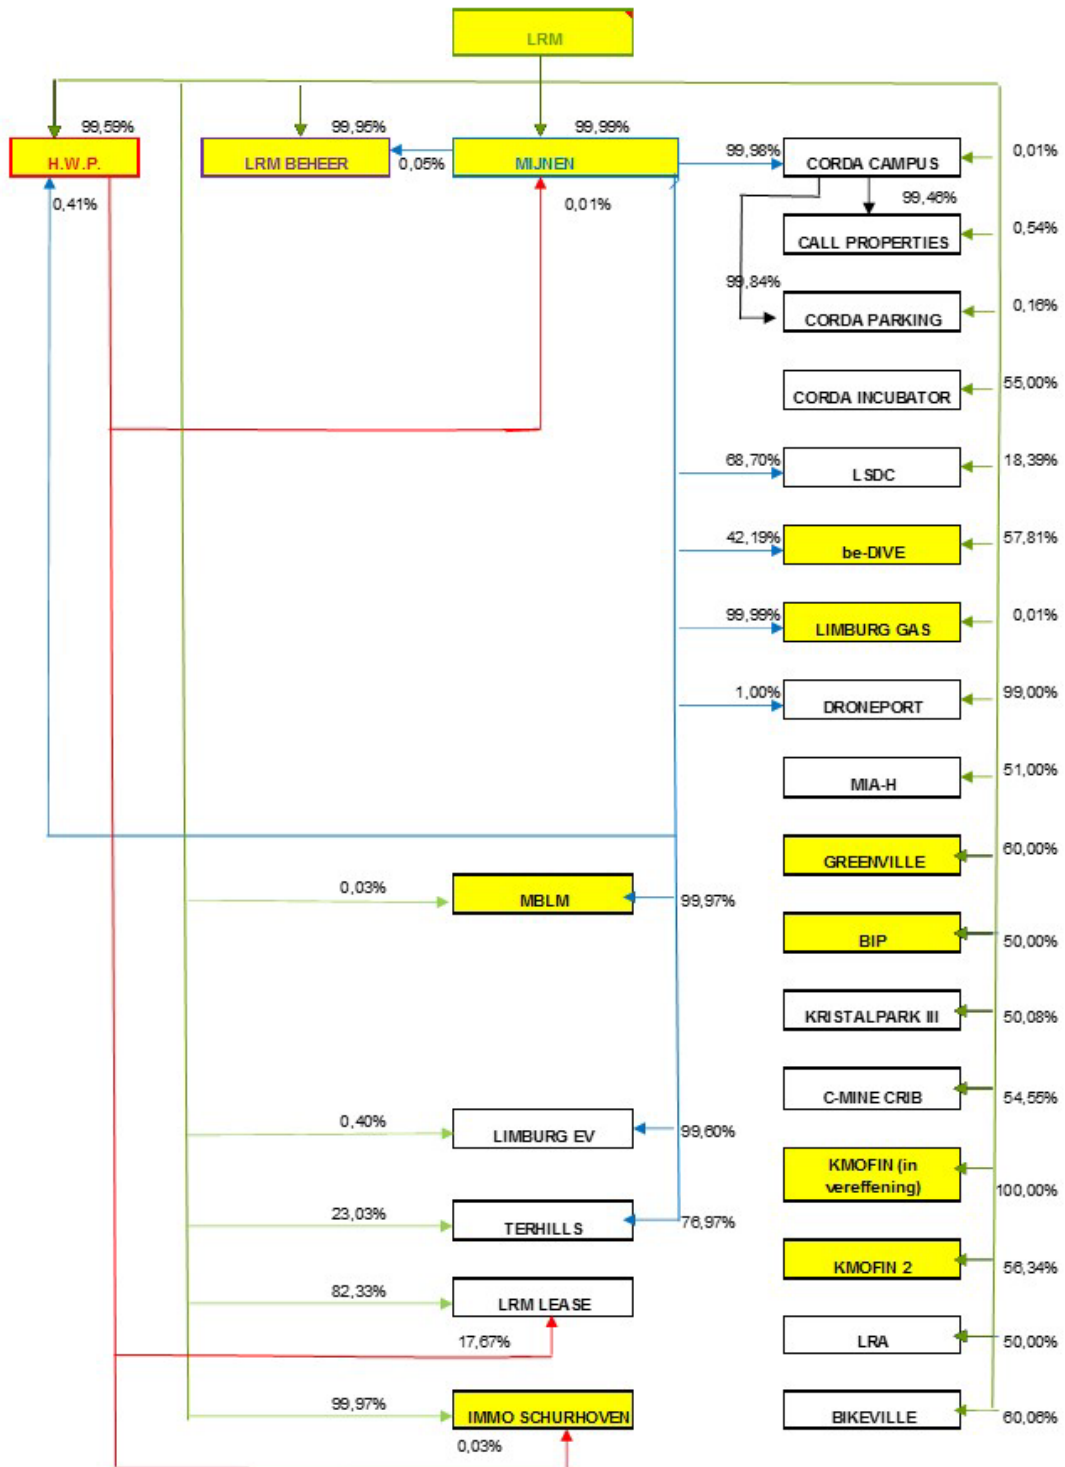 LRM
99,59%
99,95%
99,99%
H.W.P.
LRM BEHEER
0,05%
MIJNEN
99,98%
CORDA CAMPUS
0,01%
0,41%
0,01%
99,46%
CALL PROPERTIES
0,54%
99,84%
CORDA PARKING
0,16%
CORDA INCUBATOR
55,00%
68,70%
LSDC
18,39%
42,19%
be-DIVE
57,81%
99,99%
LIMBURG GAS
0,01%
1,00%
DRONEPORT
99,00%
MIA-H
51,00%
GREENVILLE
60,00%
0,03%
MBLM
99,97%
BIP
50,00%
KRISTALPARK III
50,08%
C-MINE CRIB
54,55%
0,40%
LIMBURG EV
99,60%
KMOFIN (in
vereffening)
100,00%
23,03%
TERHILLS
76,97%
KMOFIN 2
56,34%
82,33%
LRM LEASE
17,67%
LRA
50,00%
99,97%
IMMO SCHURHOVEN
0,03%
BIKEVILLE
60,06%